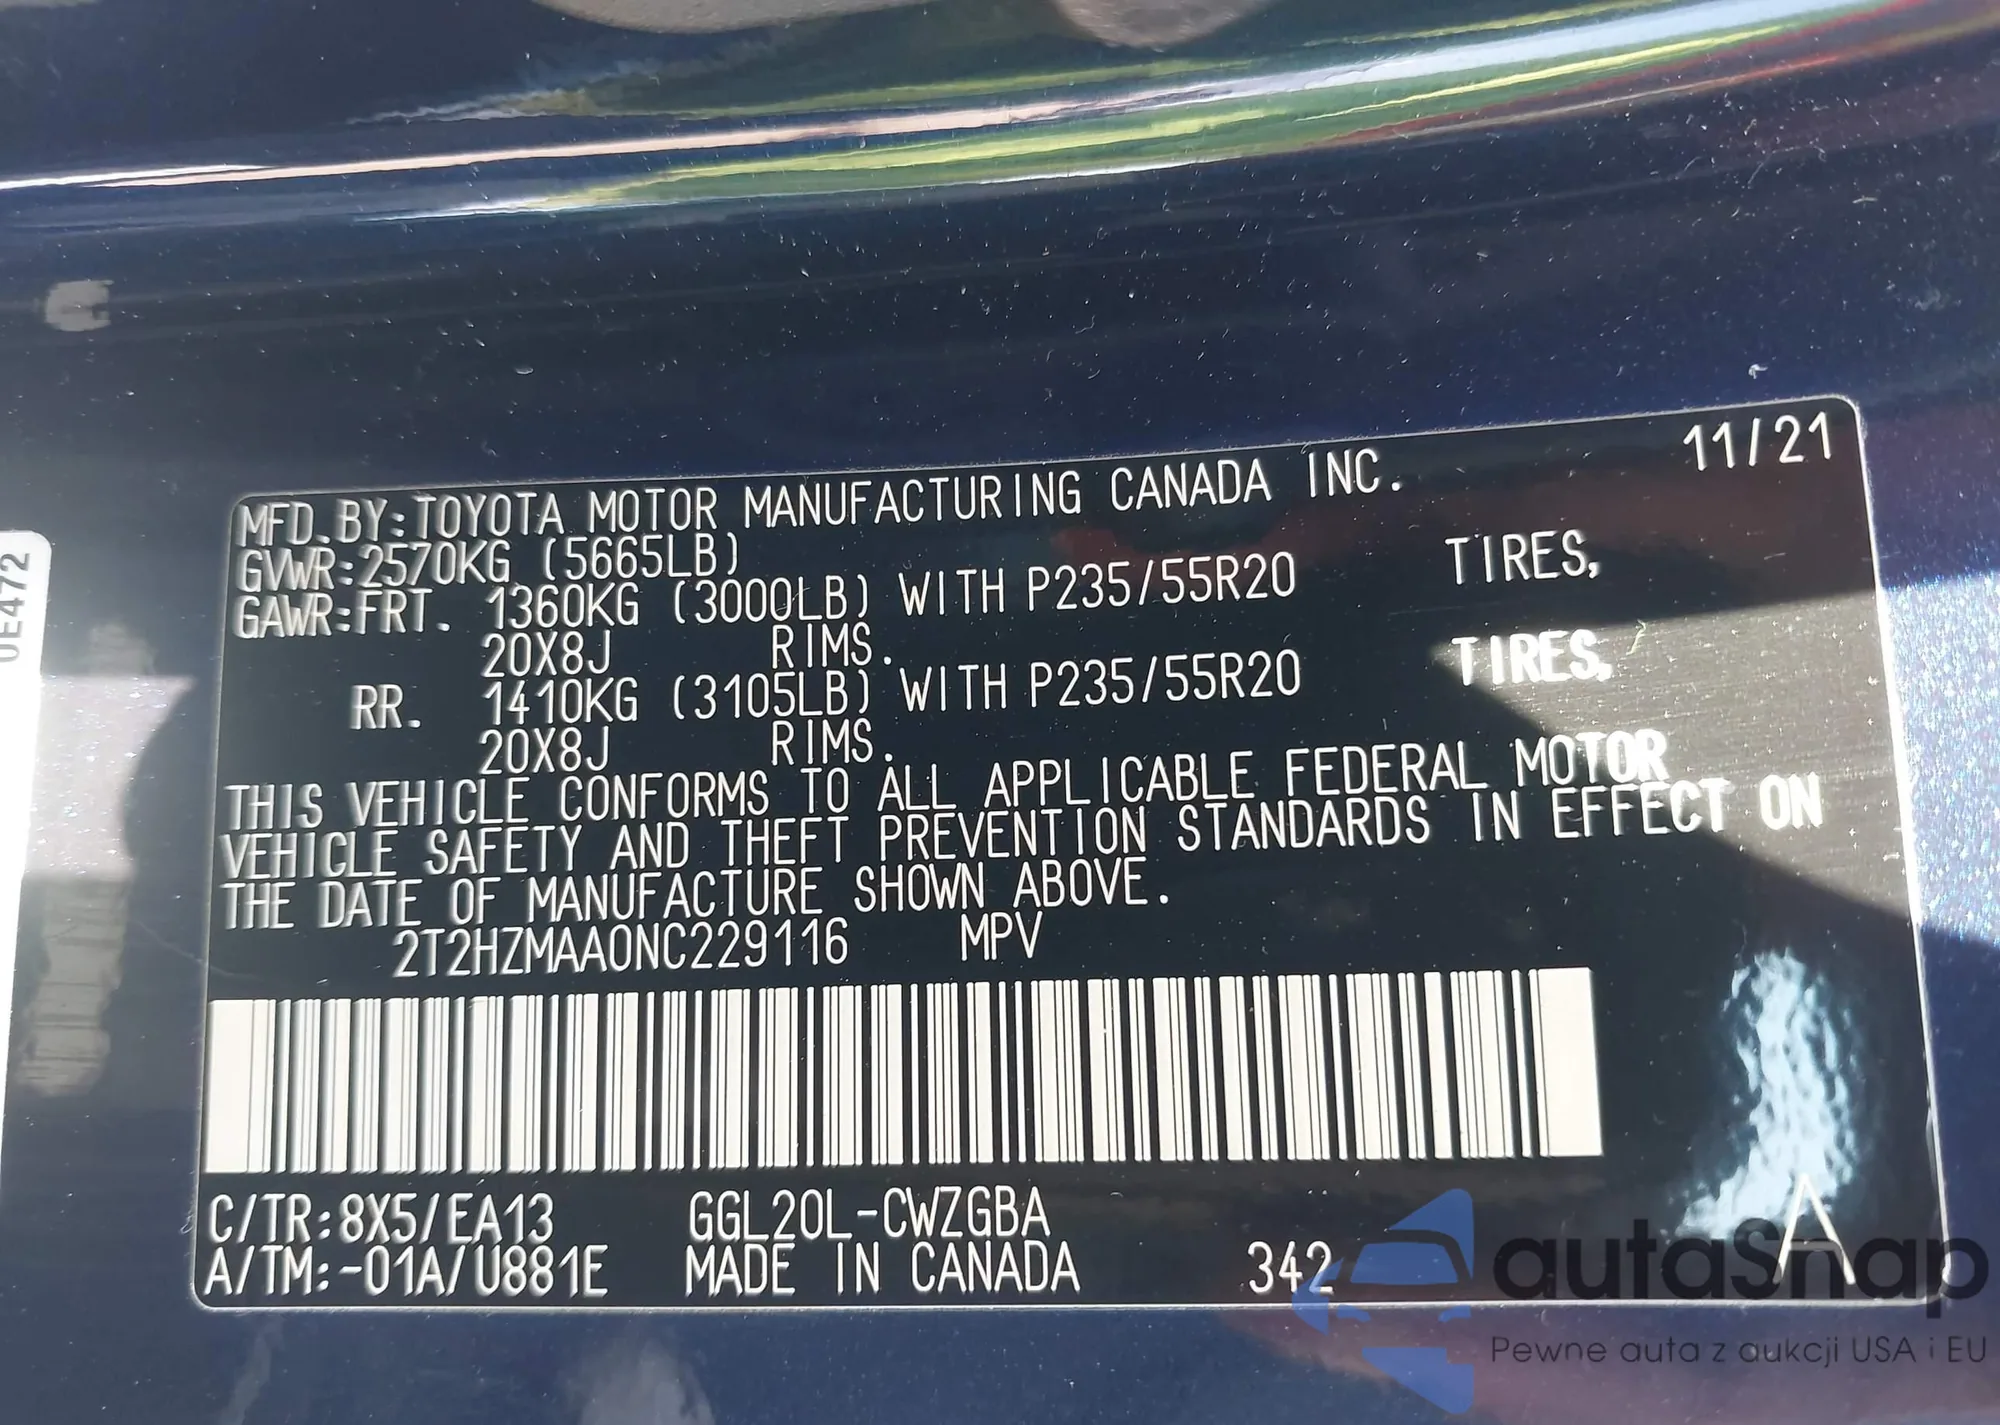 11/21
MFD.BY:TOYOTA MOTOR MANUFACTURING CANADA INC.
GVWR:2570KG (5665LB)
GAWR:FRT. 1360KG (3000LB) WITH P235/55R20 TIRES,
20X8J RIMS.
RR. 1410KG (3105LB) WITH P235/55R20 TIRES,
20X8J RIMS.
THIS VEHICLE CONFORMS TO ALL APPLICABLE FEDERAL MOTOR
VEHICLE SAFETY AND THEFT PREVENTION STANDARDS IN EFFECT ON
THE DATE OF MANUFACTURE SHOWN ABOVE.
2T2HZMAA0NC229116 MPV
C/TR:8X5/EA13 GGL20L-CWZGBA
A/TM:-01A/U881E MADE IN CANADA 342 A
0E472
autaSnap
Pewne auta z aukcji USA i EU